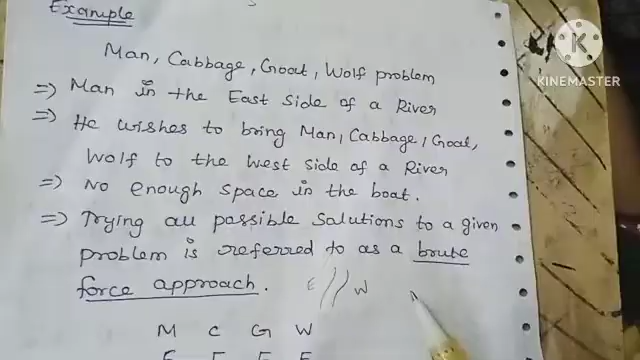 Example
Man, Cabbage, Goat, Wolf problem
=> Man in the East side of a River
=> He wishes to bring Man, Cabbage, Goat,
Wolf to the west side of a River
=> No enough space in the boat.
=> Trying all possible solutions to a given
problem is referred to as a brute
force approach.
E // W
M C G W
E E E E
K
KINEMASTER